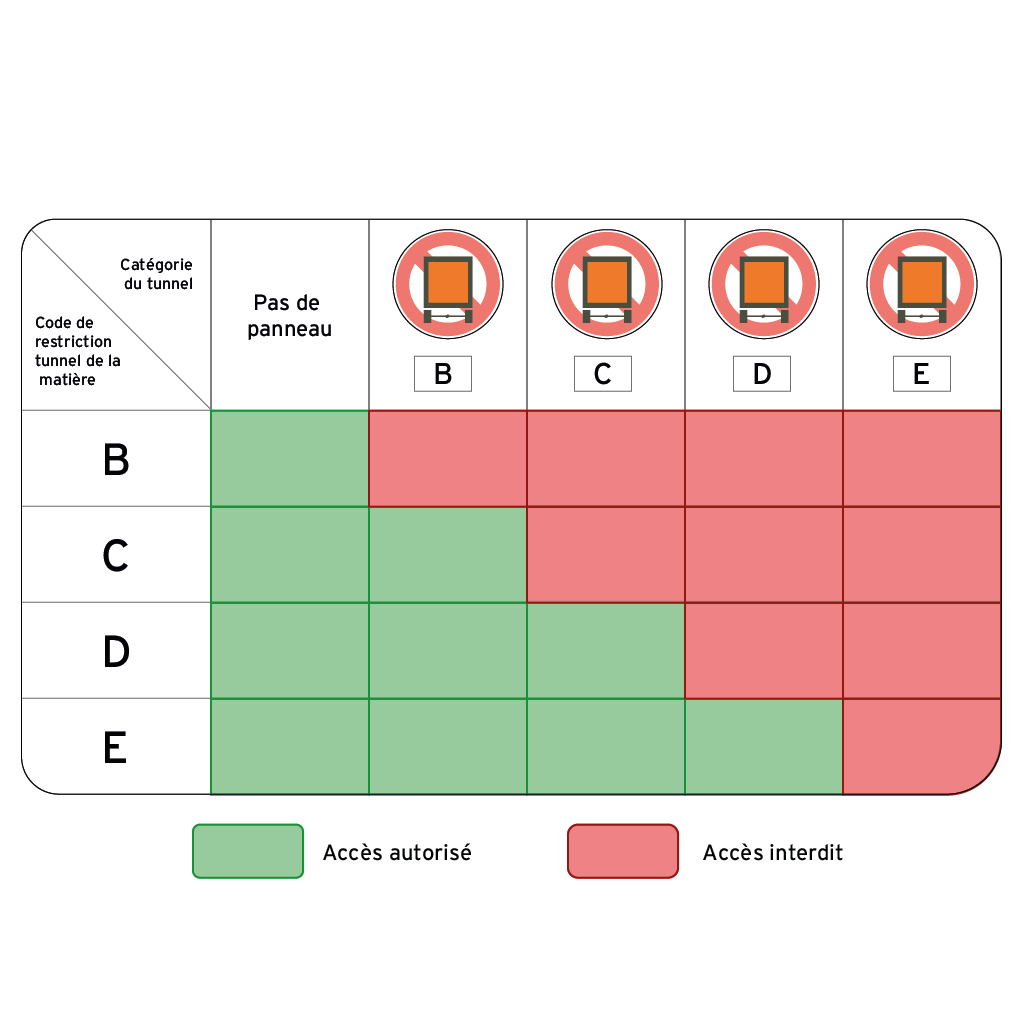 Catégorie
du tunnel
Code de
restriction
tunnel de la
matière
Pas de
panneau
B
C
D
E
B
C
D
E
Accès autorisé
Accès interdit